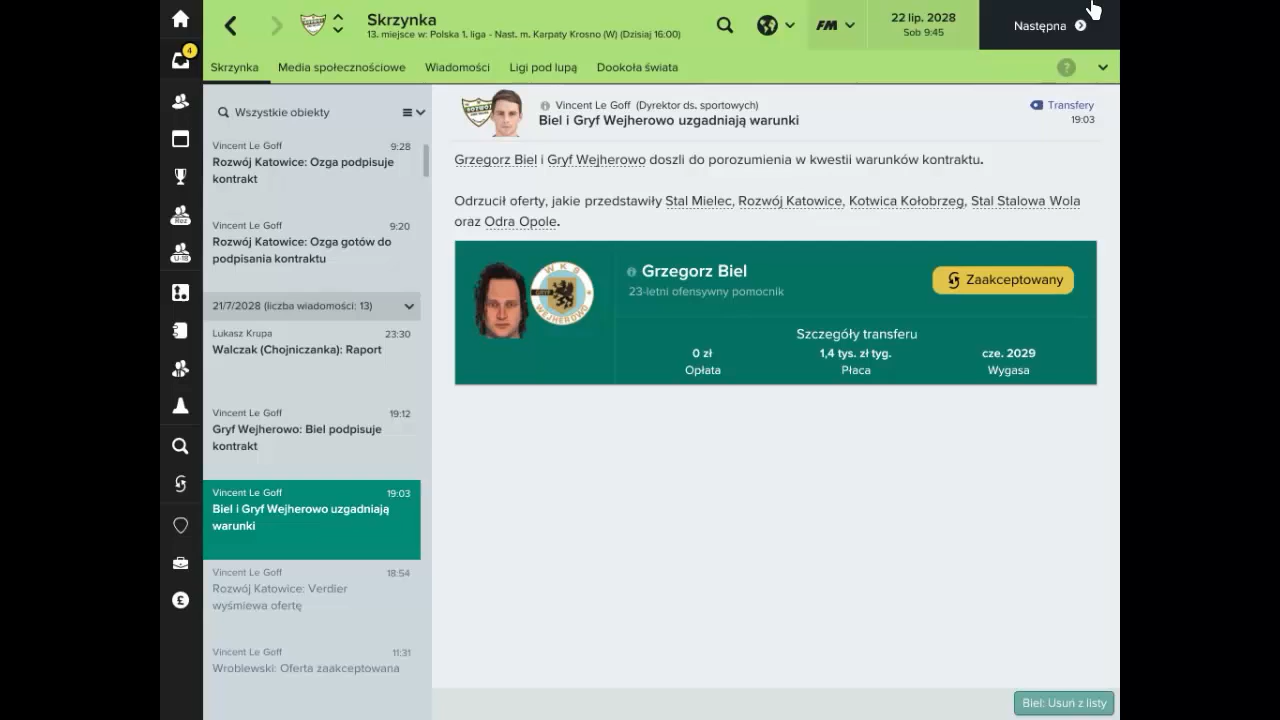 4
Skrzynka
13. miejsce w: Polska 1. liga - Nast. m. Karpaty Krosno (W) (Dzisiaj 16:00)
FM
22 lip. 2028
Sob 9:45
Następna
Skrzynka
Media społecznościowe
Wiadomości
Ligi pod lupą
Dookoła świata
?
Wszystkie obiekty
Vincent Le Goff 9:28
Rozwój Katowice: Ozga podpisuje
kontrakt
Vincent Le Goff 9:20
Rozwój Katowice: Ozga gotów do
podpisania kontraktu
21/7/2028 (liczba wiadomości: 13)
Lukasz Krupa 23:30
Walczak (Chojniczanka): Raport
Vincent Le Goff 19:12
Gryf Wejherowo: Biel podpisuje
kontrakt
Vincent Le Goff 19:03
Biel i Gryf Wejherowo uzgadniają
warunki
Vincent Le Goff 18:54
Rozwój Katowice: Verdier
wyśmiewa ofertę
Vincent Le Goff 11:31
Wroblewski: Oferta zaakceptowana
Vincent Le Goff (Dyrektor ds. sportowych)
Transfery
Biel i Gryf Wejherowo uzgadniają warunki
19:03
Grzegorz Biel i Gryf Wejherowo doszli do porozumienia w kwestii warunków kontraktu.
Odrzucił oferty, jakie przedstawiły Stal Mielec, Rozwój Katowice, Kotwica Kołobrzeg, Stal Stalowa Wola
oraz Odra Opole.
Grzegorz Biel
23-letni ofensywny pomocnik
Zaakceptowany
Szczegóły transferu
0 zł 1,4 tys. zł tyg. cze. 2029
Opłata Płaca Wygasa
Biel: Usuń z listy